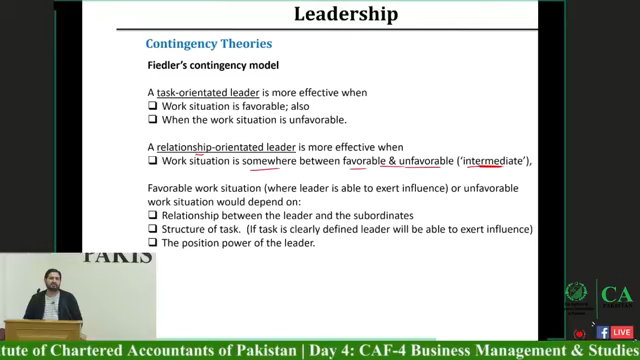 Leadership
Contingency Theories
Fiedler's contingency model
A task-orientated leader is more effective when
Work situation is favorable; also
When the work situation is unfavorable.
A relationship-orientated leader is more effective when
Work situation is somewhere between favorable & unfavorable ('intermediate'),
Favorable work situation (where leader is able to exert influence) or unfavorable
work situation would depend on:
Relationship between the leader and the subordinates
Structure of task. (If task is clearly defined leader will be able to exert influence)
The position power of the leader.
PAKIS
CA
PAKISTAN
LIVE
tute of Chartered Accountants of Pakistan | Day 4: CAF-4 Business Management & Studies